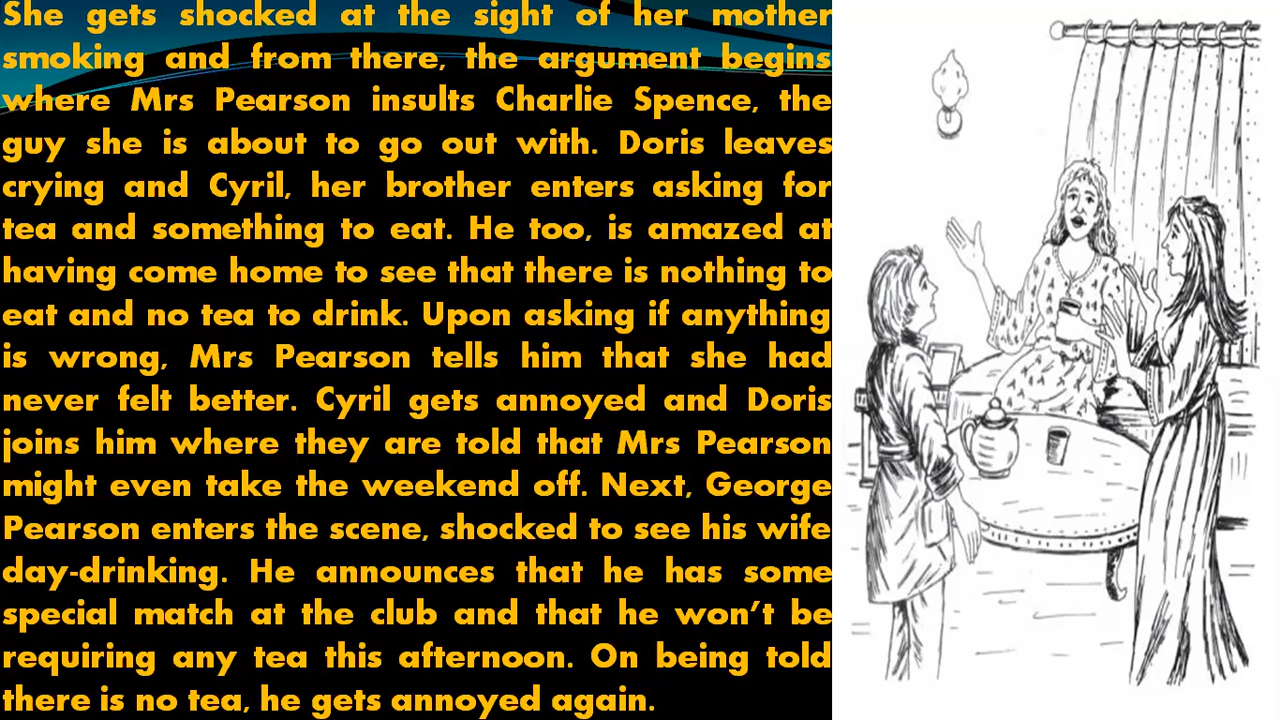 She gets shocked at the sight of her mother
smoking and from there, the argument begins
where Mrs Pearson insults Charlie Spence, the
guy she is about to go out with. Doris leaves
crying and Cyril, her brother enters asking for
tea and something to eat. He too, is amazed at
having come home to see that there is nothing to
eat and no tea to drink. Upon asking if anything
is wrong, Mrs Pearson tells him that she had
never felt better. Cyril gets annoyed and Doris
joins him where they are told that Mrs Pearson
might even take the weekend off. Next, George
Pearson enters the scene, shocked to see his wife
day-drinking. He announces that he has some
special match at the club and that he won't be
requiring any tea this afternoon. On being told
there is no tea, he gets annoyed again.